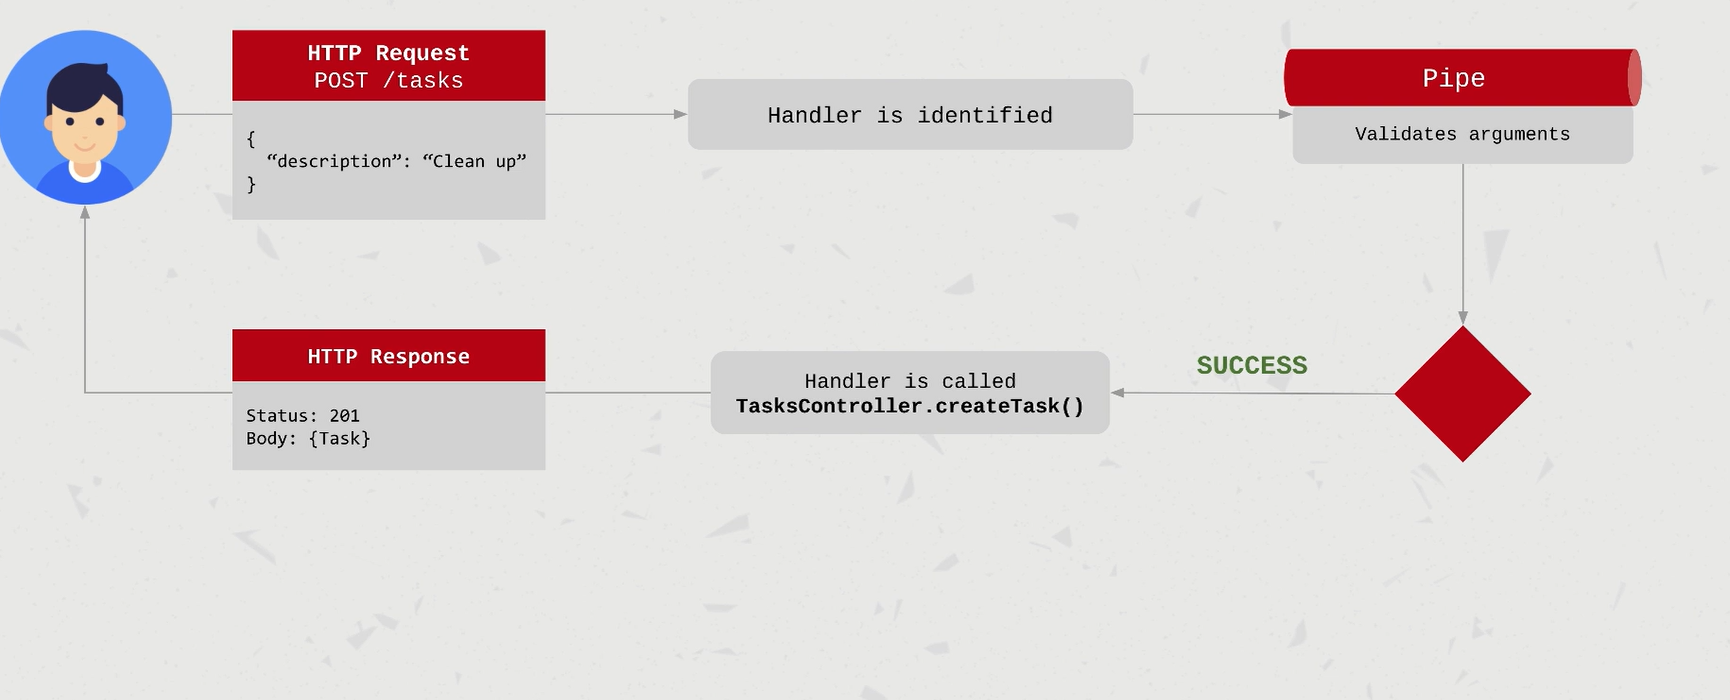 HTTP Request
POST /tasks
{
“description”: “Clean up”
}
Handler is identified
Pipe
Validates arguments
SUCCESS
Handler is called
TasksController.createTask()
HTTP Response
Status: 201
Body: {Task}